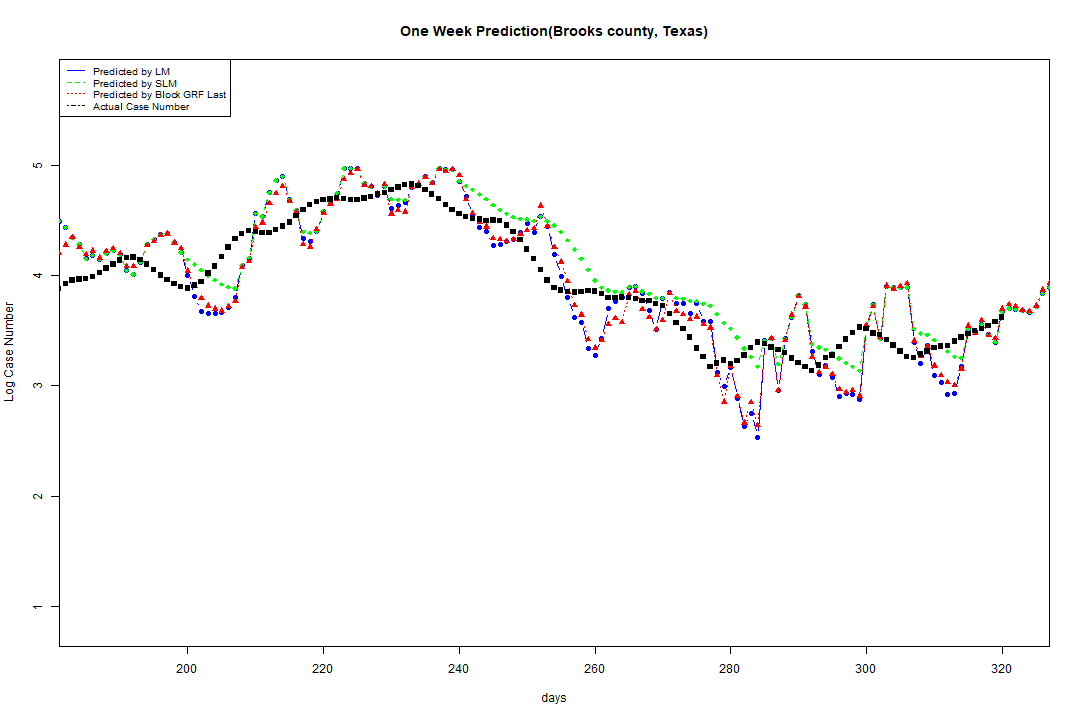 One Week Prediction(Brooks county, Texas)
Predicted by LM
Predicted by SLM
Predicted by Block GRF Last
Actual Case Number
5
4
3
2
1
Log Case Number
200 220 240 260 280 300 320
days